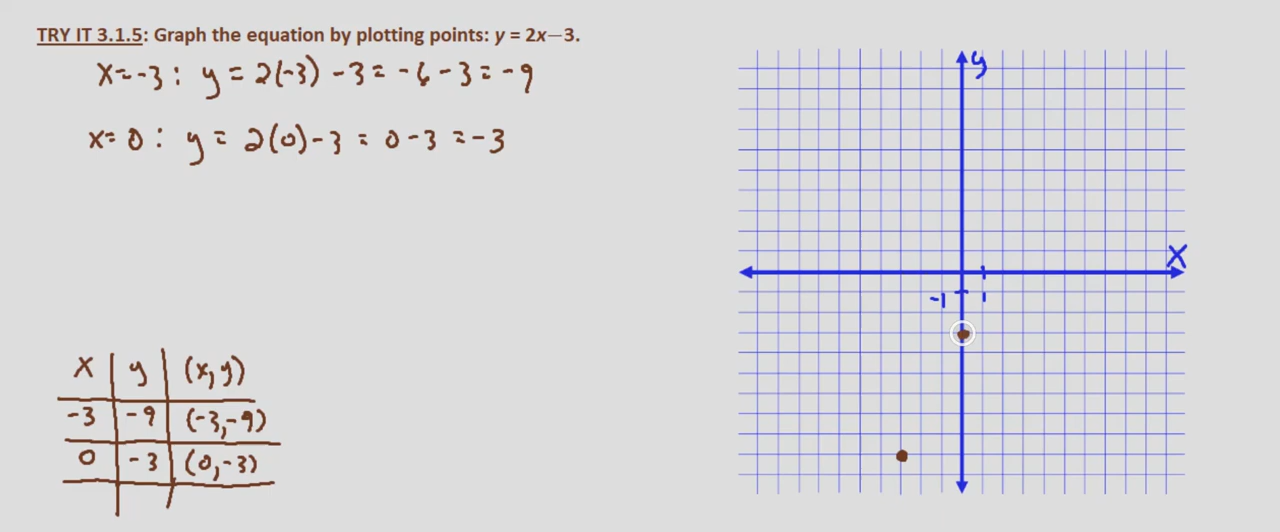 TRY IT 3.1.5: Graph the equation by plotting points: y = 2x−3.
x=-3 : y = 2(-3) -3 = -6 -3 = -9
x= 0 : y = 2(0) -3 = 0 -3 = -3
y
x
-1 1
x y (x,y)
-3 -9 (-3,-9)
0 -3 (0,-3)